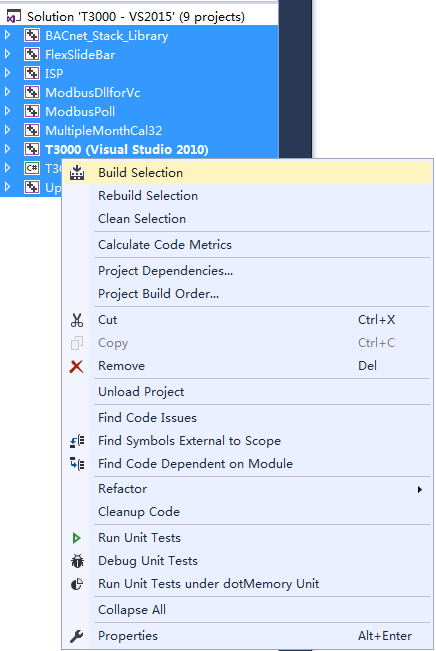 Solution 'T3000 - VS2015' (9 projects)
BACnet_Stack_Library
FlexSlideBar
ISP
ModbusDllforVc
ModbusPoll
MultipleMonthCal32
T3000 (Visual Studio 2010)
C# T30
Up
Build Selection
Rebuild Selection
Clean Selection
Calculate Code Metrics
Project Dependencies...
Project Build Order...
Cut Ctrl+X
Copy Ctrl+C
Remove Del
Unload Project
Find Code Issues
Find Symbols External to Scope
Find Code Dependent on Module
Refactor
Cleanup Code
Run Unit Tests
Debug Unit Tests
Run Unit Tests under dotMemory Unit
Collapse All
Properties Alt+Enter